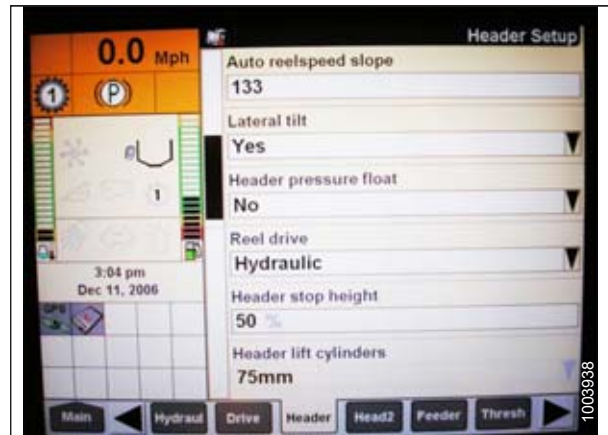 0.0 Mph
Header Setup
1
(P)
Auto reelspeed slope
133
Lateral tilt
Yes
1
Header pressure float
No
Reel drive
Hydraulic
3:04 pm
Dec 11, 2006
Header stop height
50 %
GPS
Header lift cylinders
75mm
Main
Hydraul
Drive
Header
Head2
Feeder
Thresh
1003938